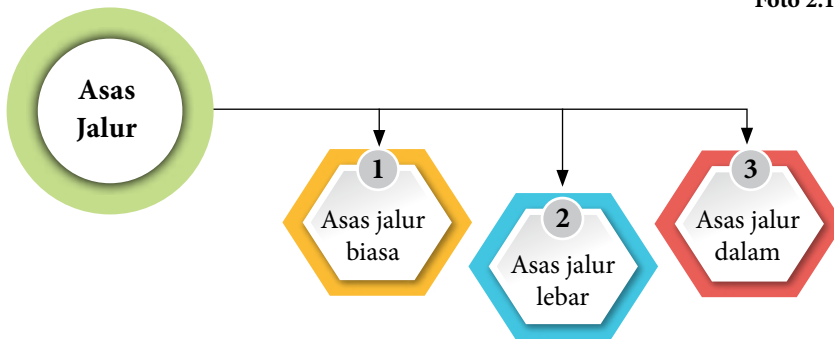 Foto 2.1
Asas
Jalur
1
Asas jalur
biasa
2
Asas jalur
lebar
3
Asas jalur
dalam